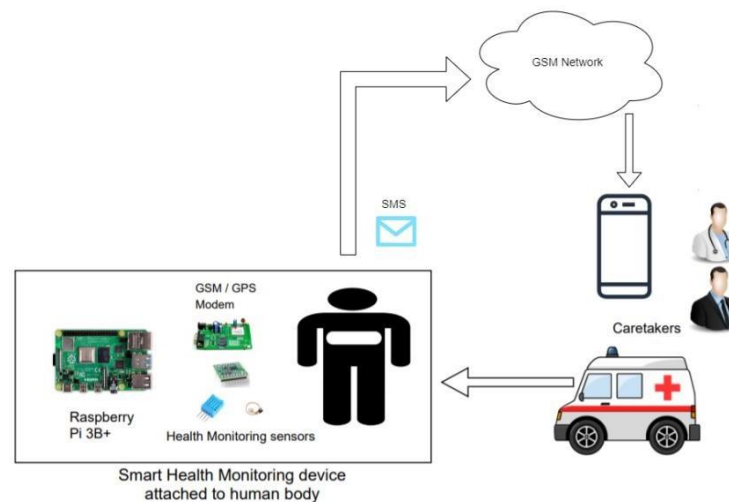 GSM Network
SMS
GSM / GPS
Modem
Caretakers
Raspberry
Pi 3B+
Health Monitoring sensors
Smart Health Monitoring device
attached to human body